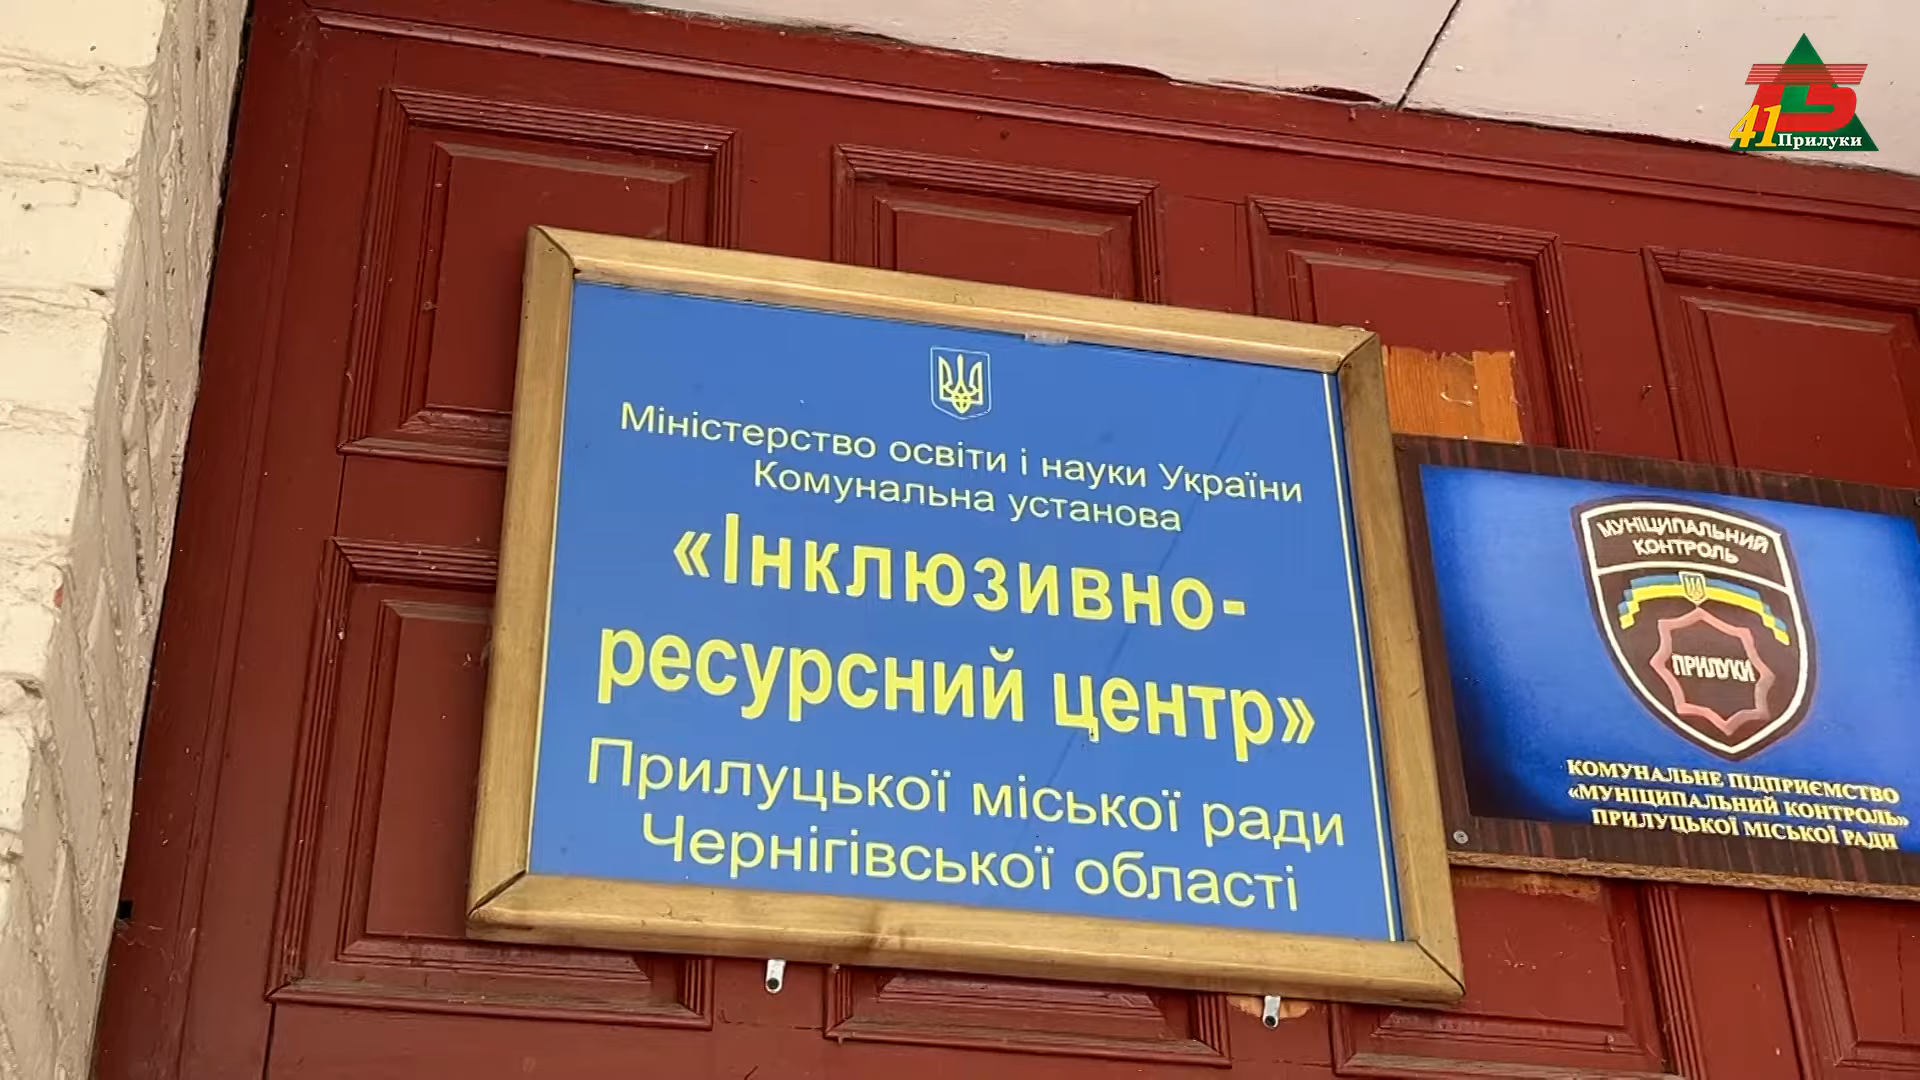 41 Прилуки
Міністерство освіти і науки України
Комунальна установа
«Інклюзивно-
ресурсний центр»
Прилуцької міської ради
Чернігівської області
МУНІЦИПАЛЬНИЙ
КОНТРОЛЬ
ПРИЛУКИ
КОМУНАЛЬНЕ ПІДПРИЄМСТВО
«МУНІЦИПАЛЬНИЙ КОНТРОЛЬ»
ПРИЛУЦЬКОЇ МІСЬКОЇ РАДИ